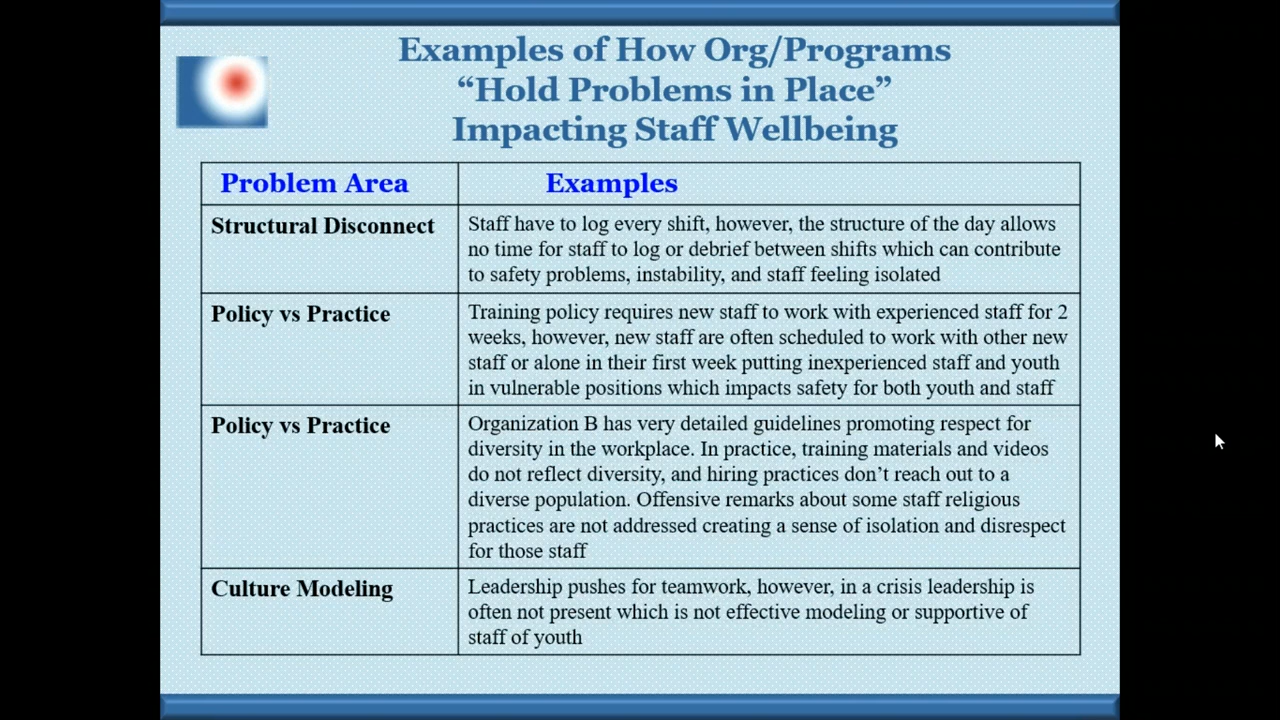 Examples of How Org/Programs
“Hold Problems in Place”
Impacting Staff Wellbeing
Problem Area
Examples
Structural Disconnect
Staff have to log every shift, however, the structure of the day allows
no time for staff to log or debrief between shifts which can contribute
to safety problems, instability, and staff feeling isolated
Policy vs Practice
Training policy requires new staff to work with experienced staff for 2
weeks, however, new staff are often scheduled to work with other new
staff or alone in their first week putting inexperienced staff and youth
in vulnerable positions which impacts safety for both youth and staff
Policy vs Practice
Organization B has very detailed guidelines promoting respect for
diversity in the workplace. In practice, training materials and videos
do not reflect diversity, and hiring practices don’t reach out to a
diverse population. Offensive remarks about some staff religious
practices are not addressed creating a sense of isolation and disrespect
for those staff
Culture Modeling
Leadership pushes for teamwork, however, in a crisis leadership is
often not present which is not effective modeling or supportive of
staff of youth